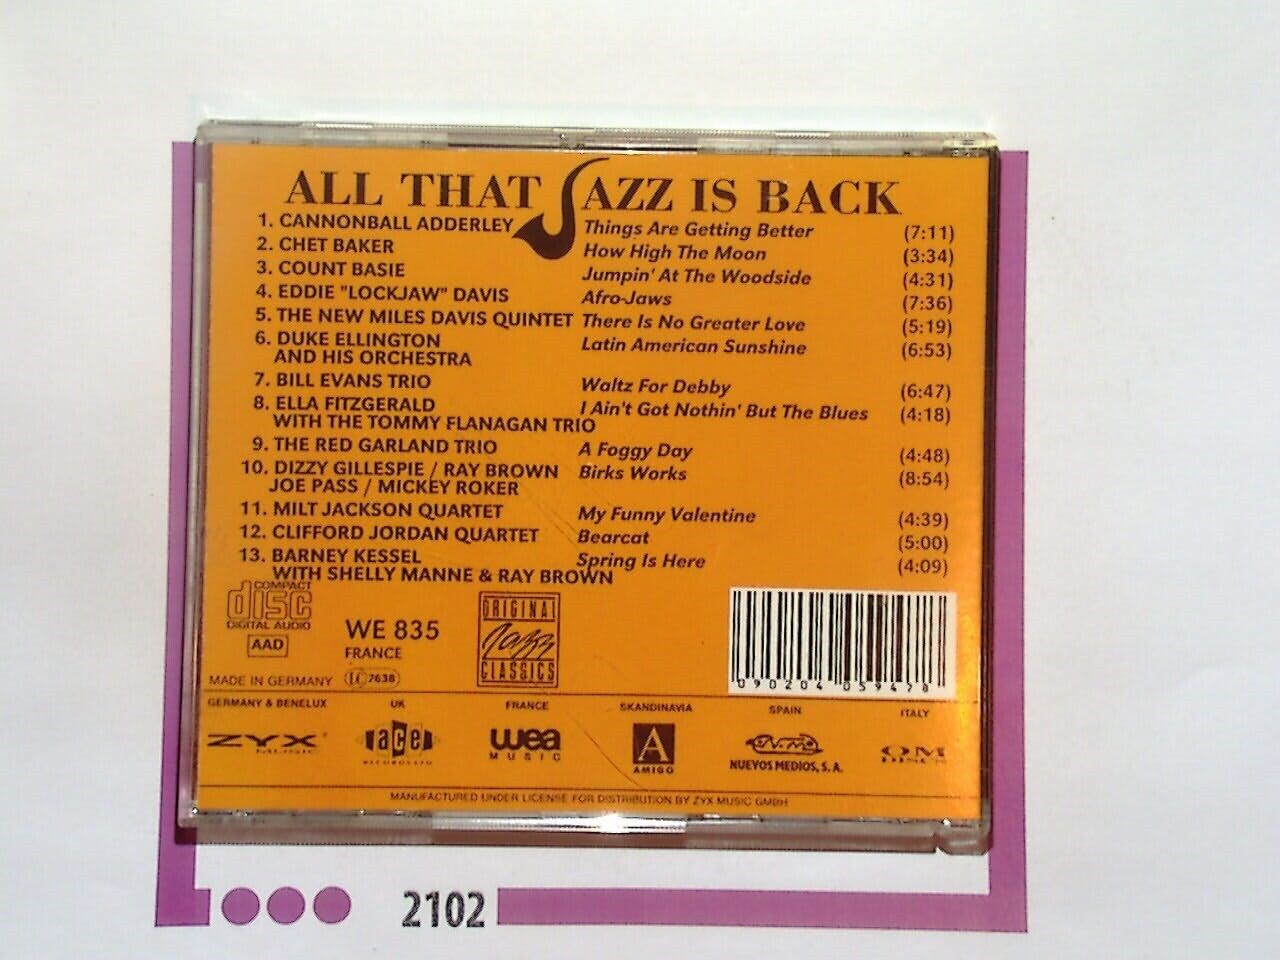 ALL THAT JAZZ IS BACK
1. CANNONBALL ADDERLEY Things Are Getting Better (7:11)
2. CHET BAKER How High The Moon (3:34)
3. COUNT BASIE Jumpin' At The Woodside (4:31)
4. EDDIE "LOCKJAW" DAVIS Afro-Jaws (7:36)
5. THE NEW MILES DAVIS QUINTET There Is No Greater Love (5:19)
6. DUKE ELLINGTON Latin American Sunshine (6:53)
AND HIS ORCHESTRA
7. BILL EVANS TRIO Waltz For Debby (6:47)
8. ELLA FITZGERALD I Ain't Got Nothin' But The Blues (4:18)
WITH THE TOMMY FLANAGAN TRIO
9. THE RED GARLAND TRIO A Foggy Day (4:48)
10. DIZZY GILLESPIE / RAY BROWN Birks Works (8:54)
JOE PASS / MICKEY ROKER
11. MILT JACKSON QUARTET My Funny Valentine (4:39)
12. CLIFFORD JORDAN QUARTET Bearcat (5:00)
13. BARNEY KESSEL Spring Is Here (4:09)
WITH SHELLY MANNE & RAY BROWN
COMPACT
disc
DIGITAL AUDIO
AAD
WE 835
FRANCE
ORIGINAL
Jazz
CLASSICS
0 90204 05947 8
MADE IN GERMANY LC 7638
GERMANY & BENELUX UK FRANCE SKANDINAVIA SPAIN ITALY
ZYX MUSIC
ace
RECORDS LTD
wea
MUSIC
A
AMIGO
NUEVOS MEDIOS, S.A.
MANUFACTURED UNDER LICENSE FOR DISTRIBUTION BY ZYX MUSIC GMBH
2102